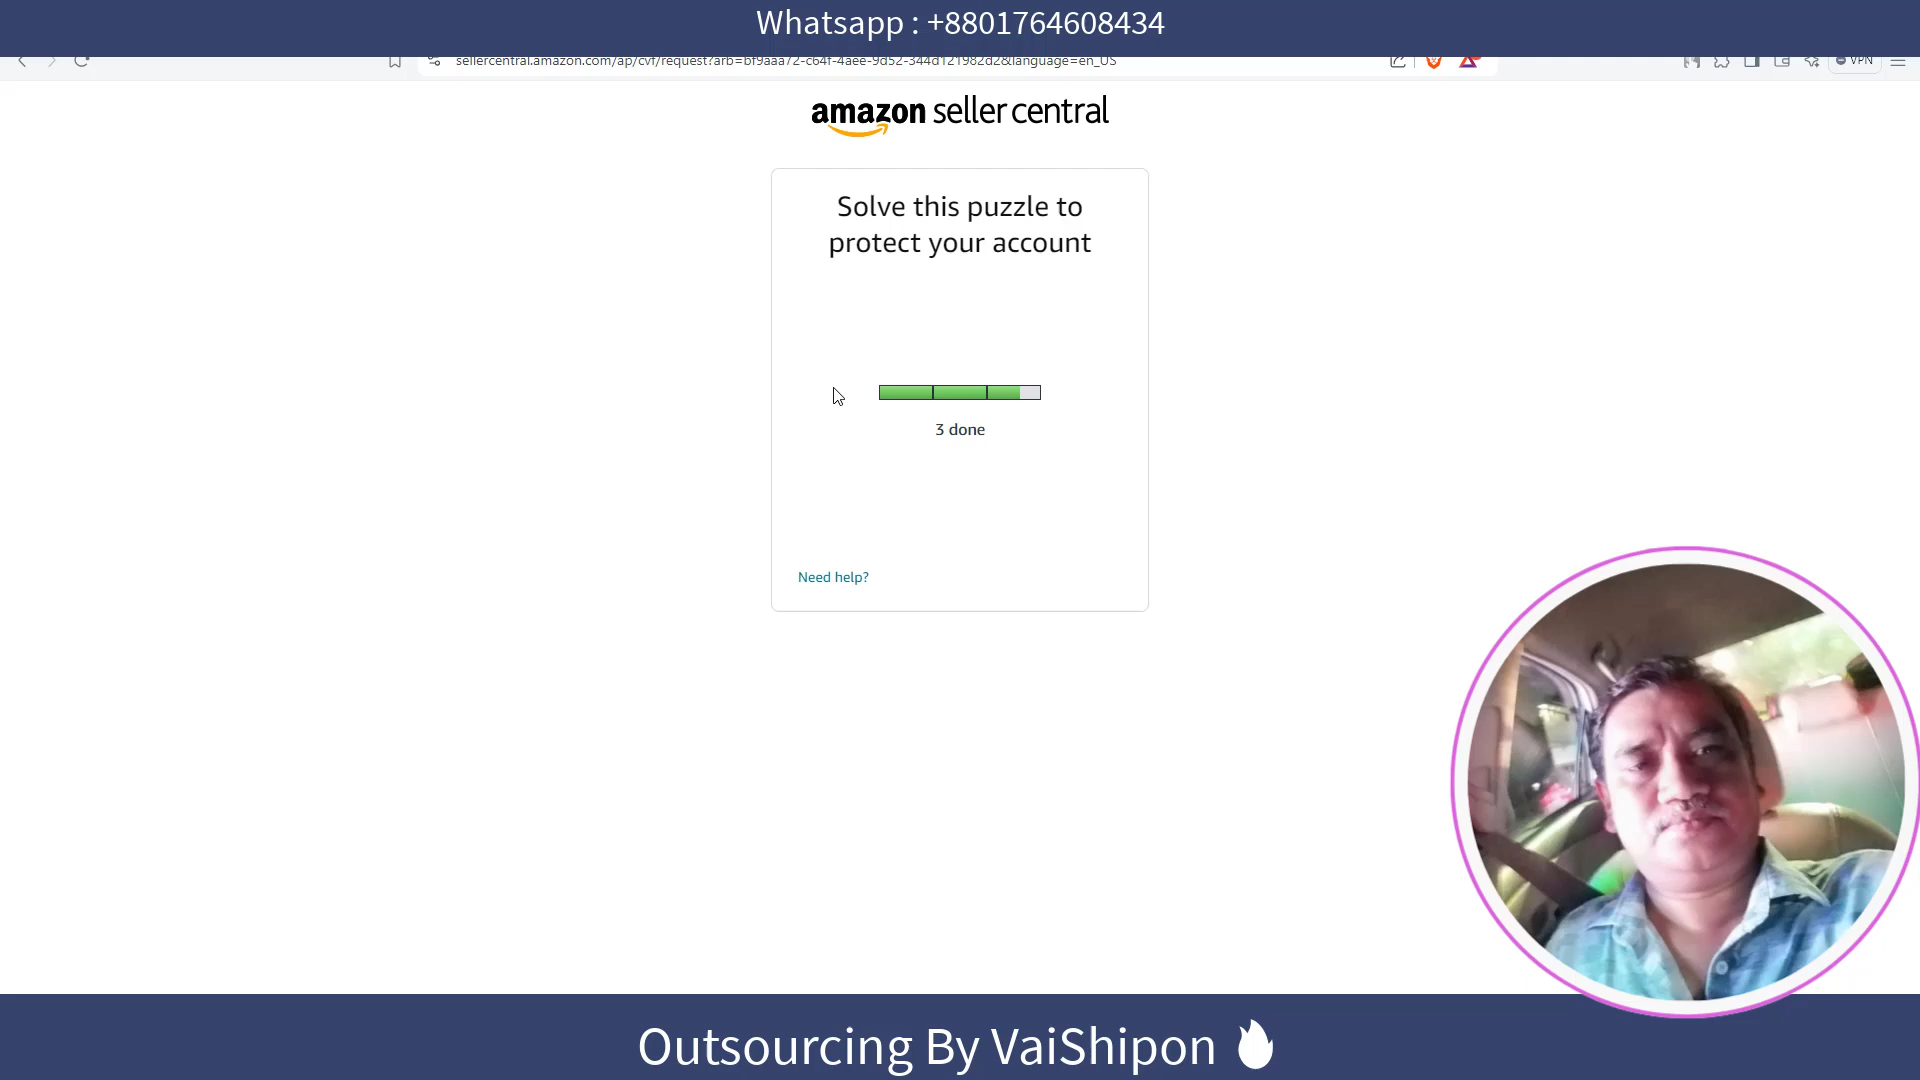 Whatsapp : +8801764608434
sellercentral.amazon.com/ap/cvf/request?arb=bf9aaa72-c64f-4aee-9d52-344d121982d2&language=en_US
VPN
amazon seller central
Solve this puzzle to
protect your account
3 done
Need help?
Outsourcing By VaiShipon